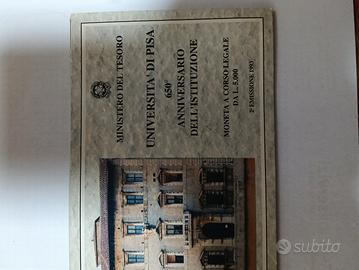 MINISTERO DEL TESORO
UNIVERSITA' DI PISA
650°
ANNIVERSARIO
DELL'ISTITUZIONE
MONETA A CORSO LEGALE
DA L. 5.000
2ª EMISSIONE 1993
subito